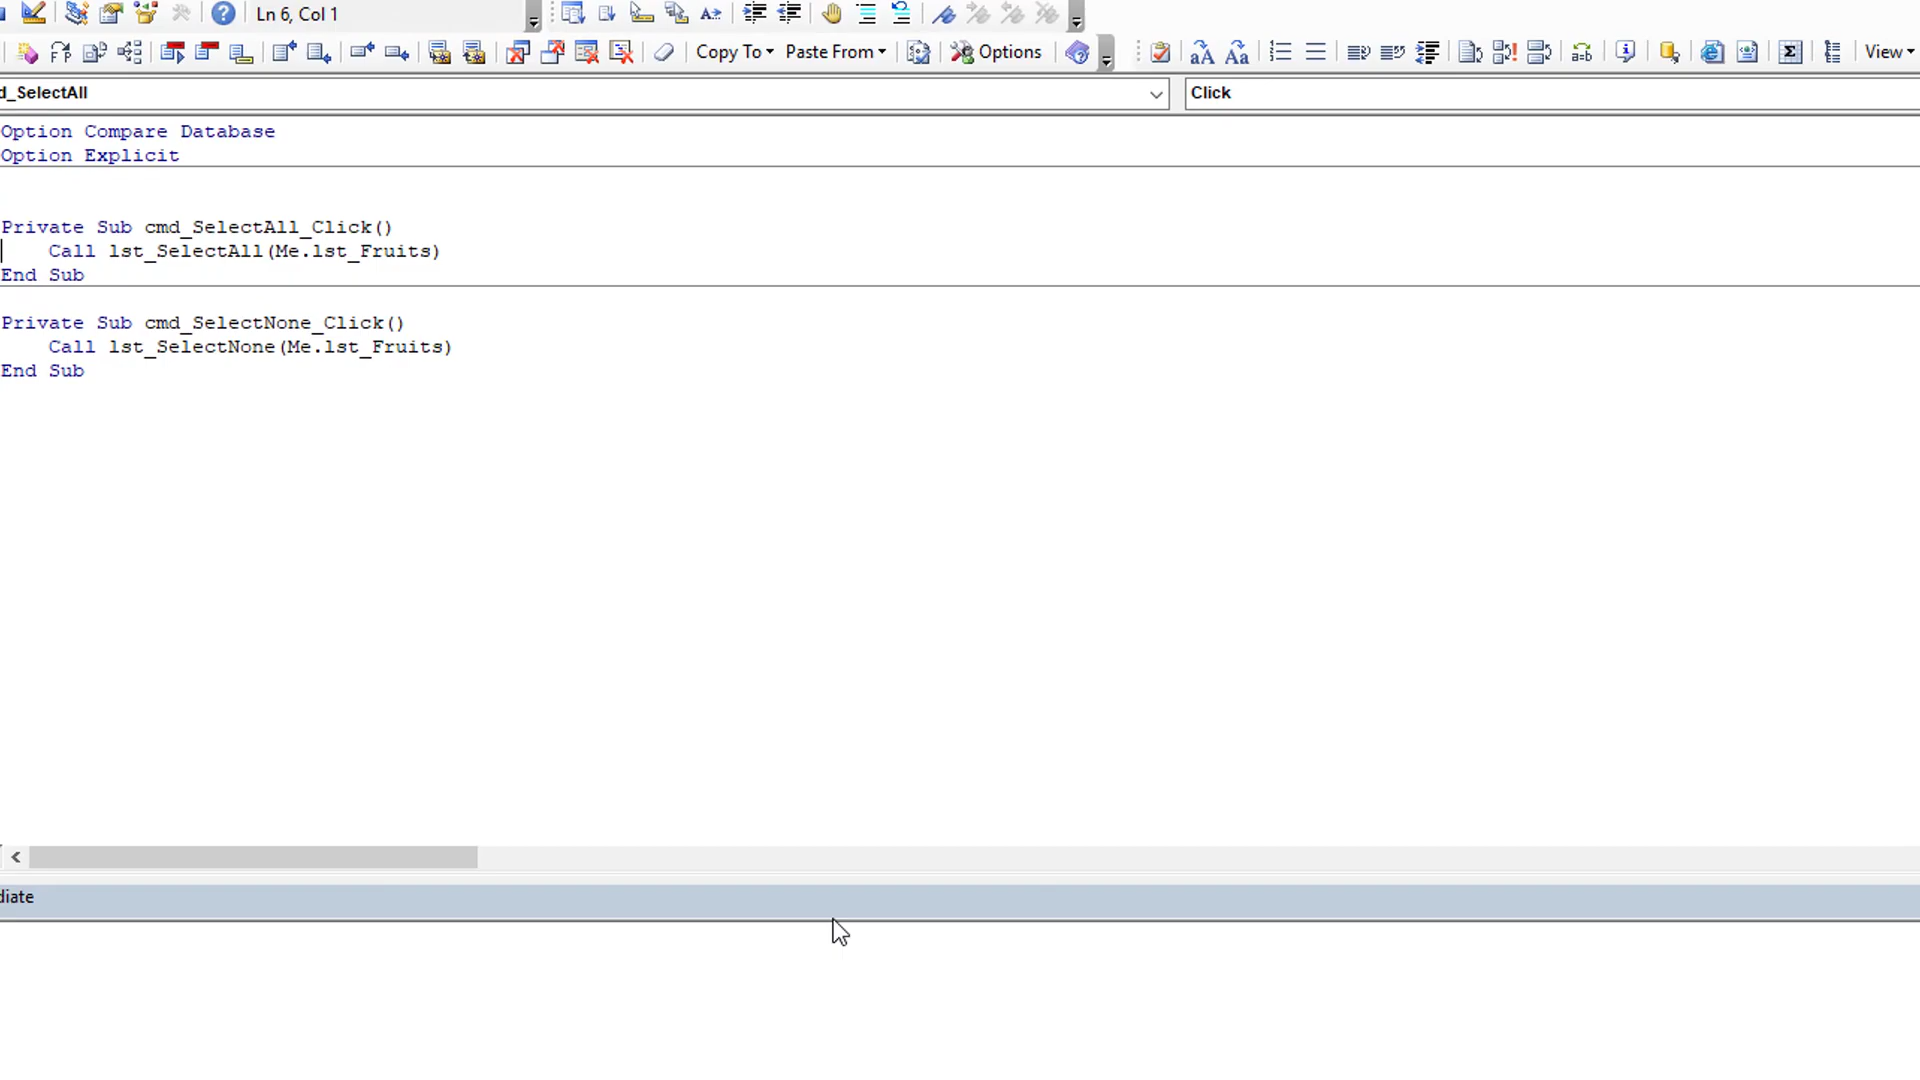 Ln 6, Col 1
Copy To Paste From Options View
d_SelectAll Click
Option Compare Database
Option Explicit
Private Sub cmd_SelectAll_Click()
Call lst_SelectAll(Me.lst_Fruits)
End Sub
Private Sub cmd_SelectNone_Click()
Call lst_SelectNone(Me.lst_Fruits)
End Sub
diate